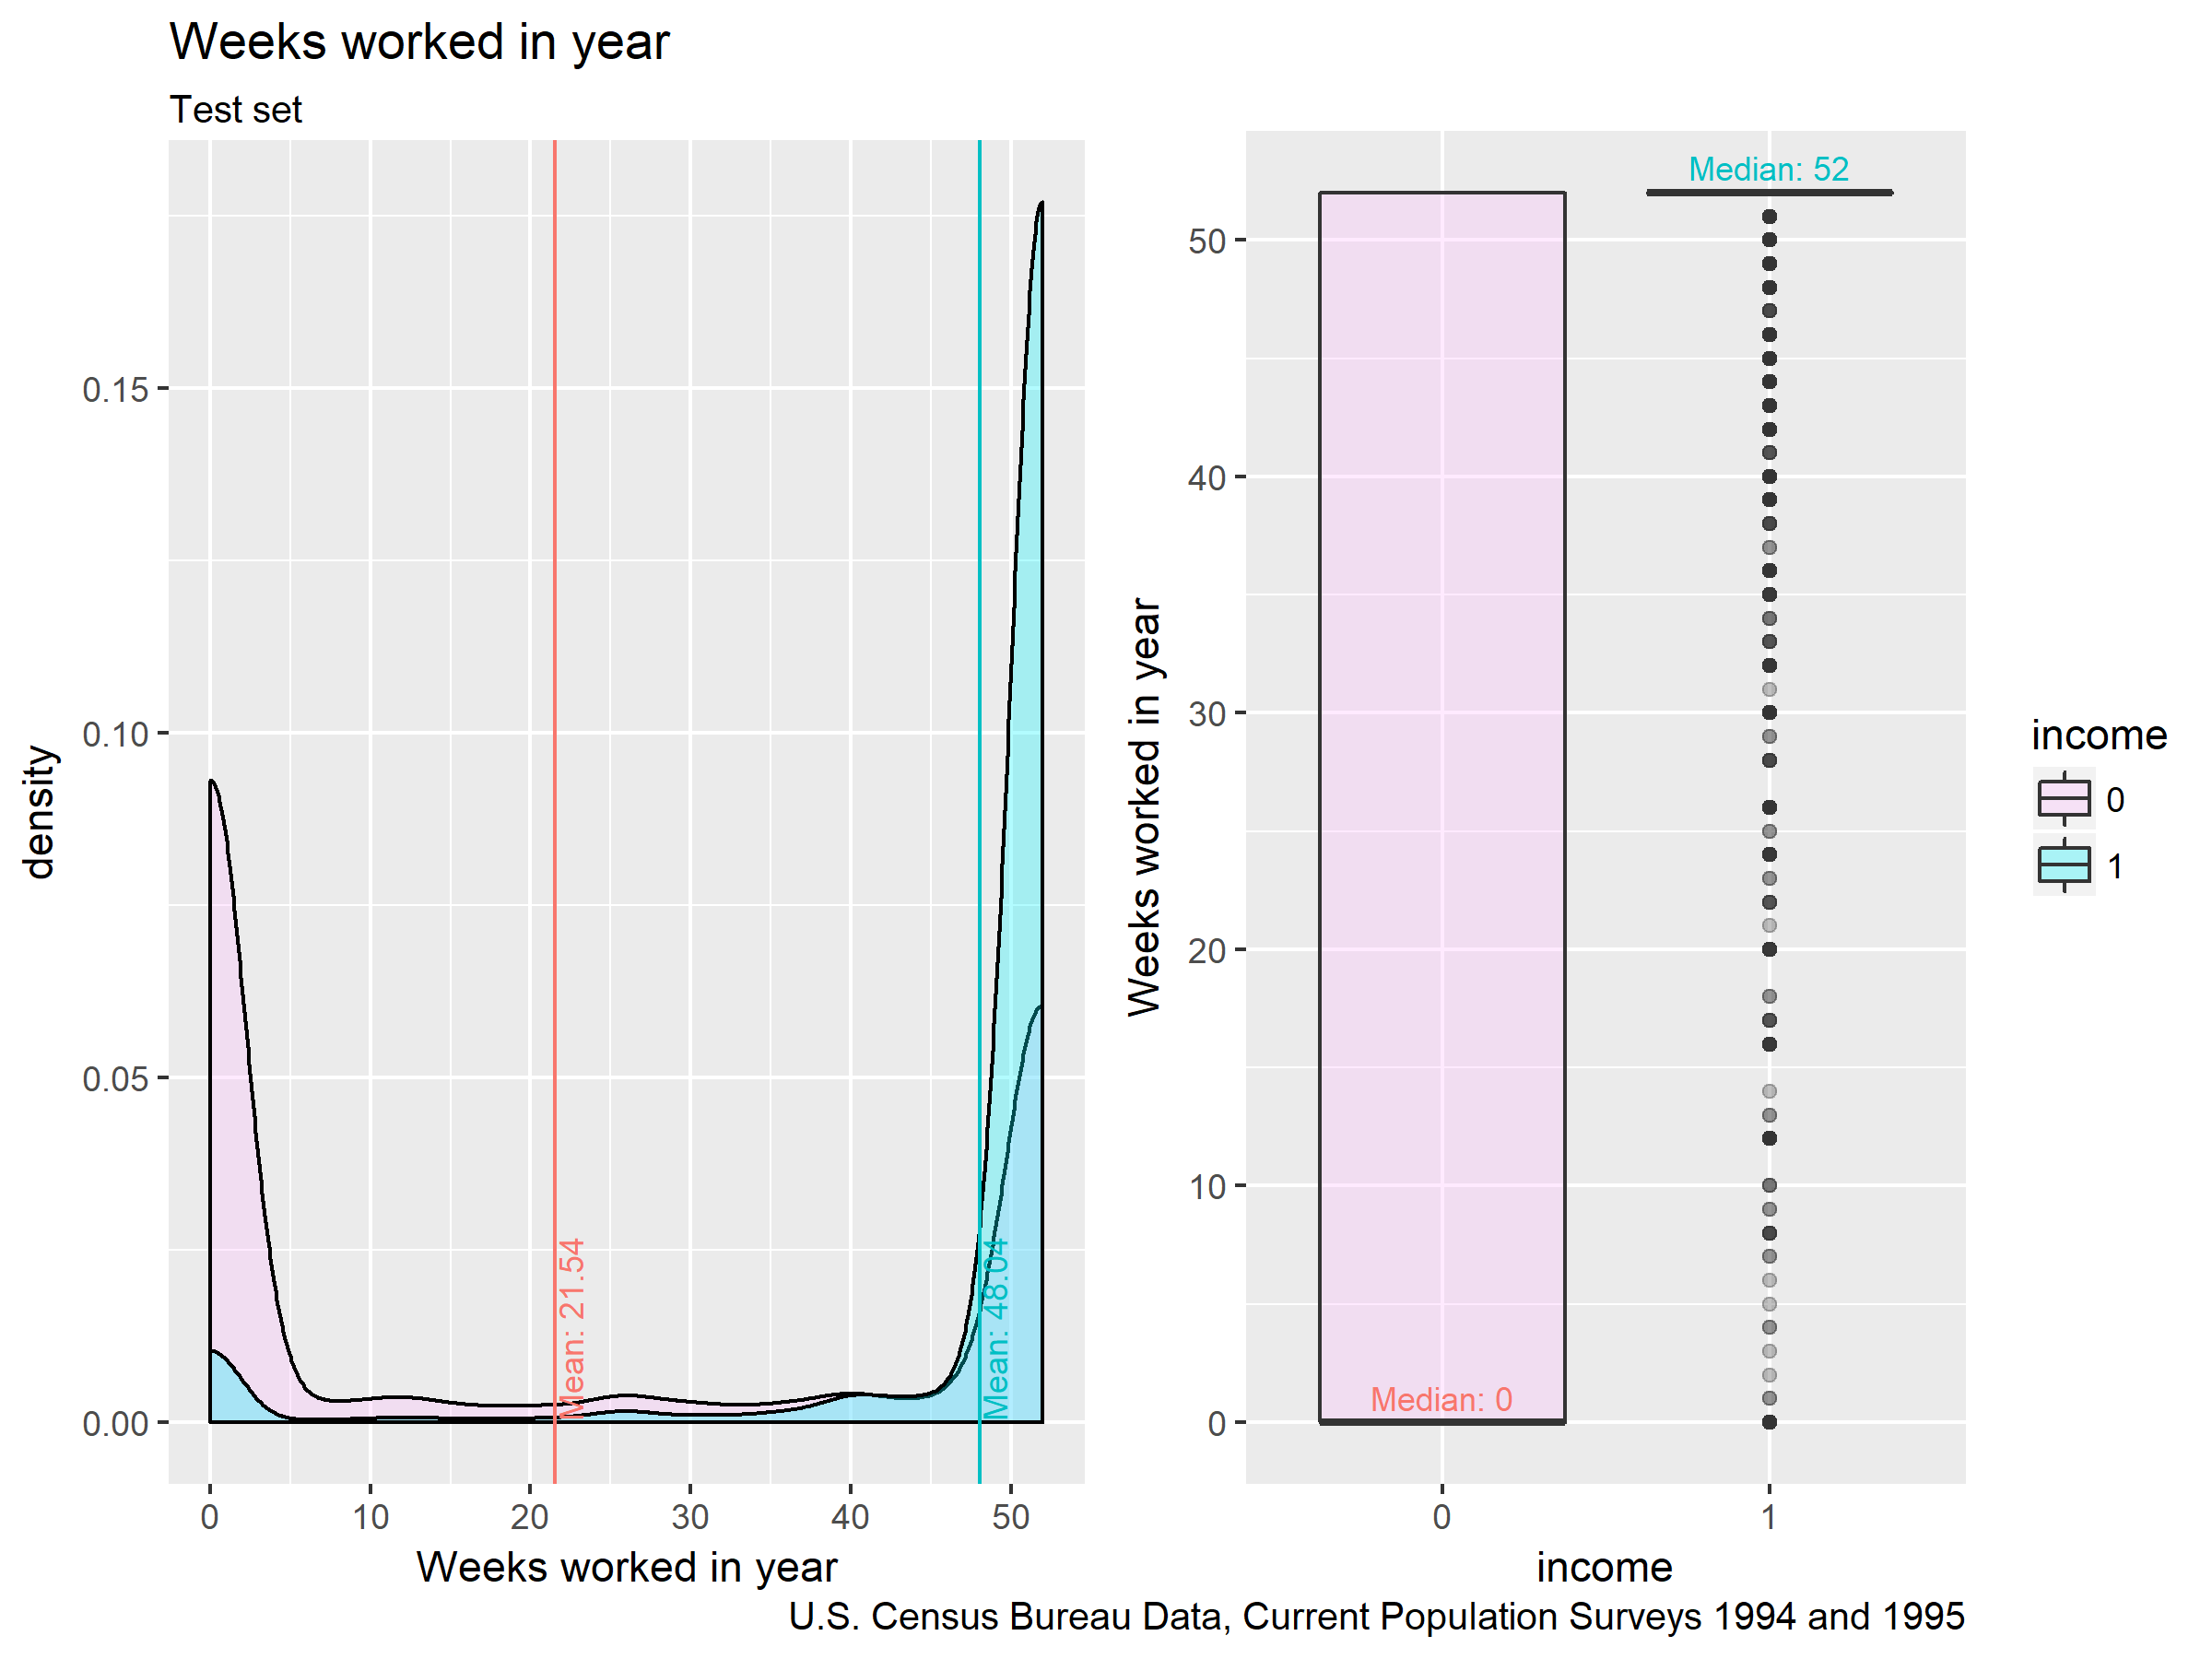 Weeks worked in year
Test set
density
0.15
0.10
0.05
0.00
Mean: 21.54
Mean: 48.04
0 10 20 30 40 50
Weeks worked in year
Weeks worked in year
50
40
30
20
10
0
Median: 52
Median: 0
0 1
income
income
0
1
U.S. Census Bureau Data, Current Population Surveys 1994 and 1995